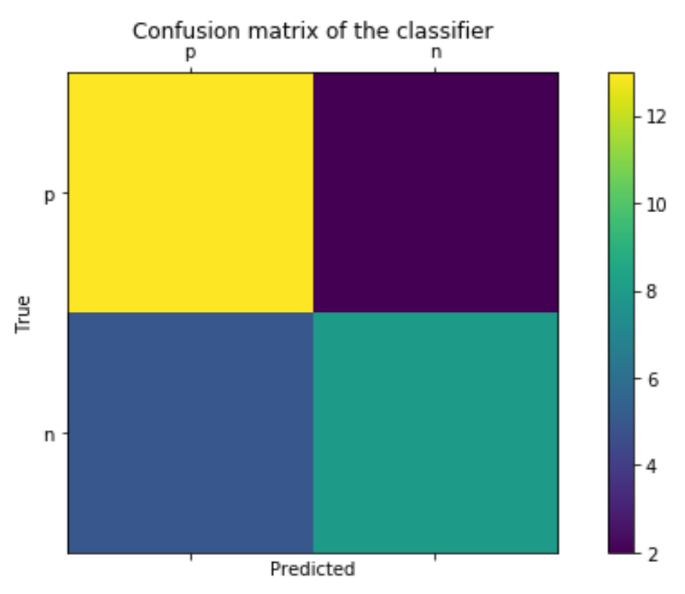 Confusion matrix of the classifier
p n
12
p
10
8
True
6
n
4
2
Predicted